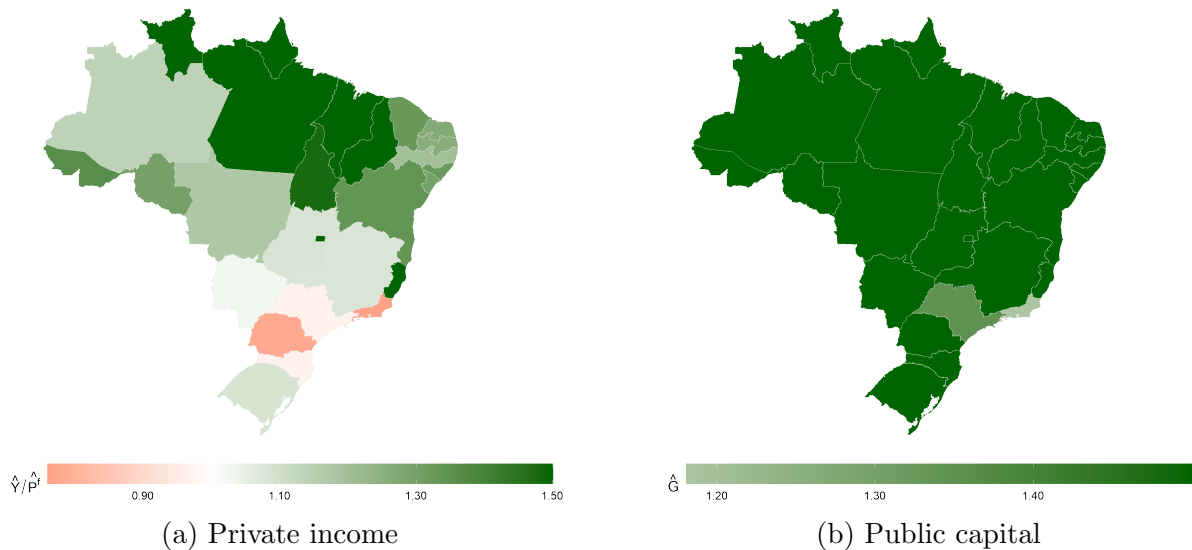 Ŷ/P̂ᶠ 0.90 1.10 1.30 1.50
Ĝ 1.20 1.30 1.40
(a) Private income (b) Public capital